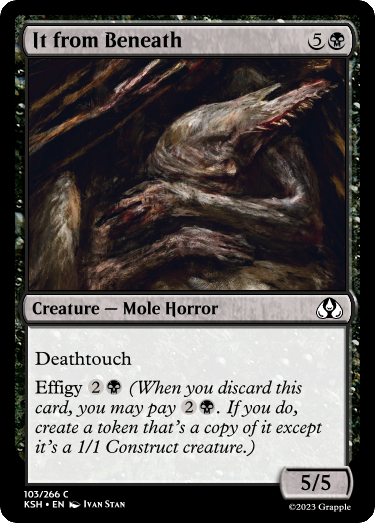 It from Beneath 5
Creature — Mole Horror
Deathtouch
Effigy 2 (When you discard this
card, you may pay 2. If you do,
create a token that's a copy of it except
it's a 1/1 Construct creature.)
5/5
103/266 C
KSH • EN Ivan Stan
©2023 Grapple